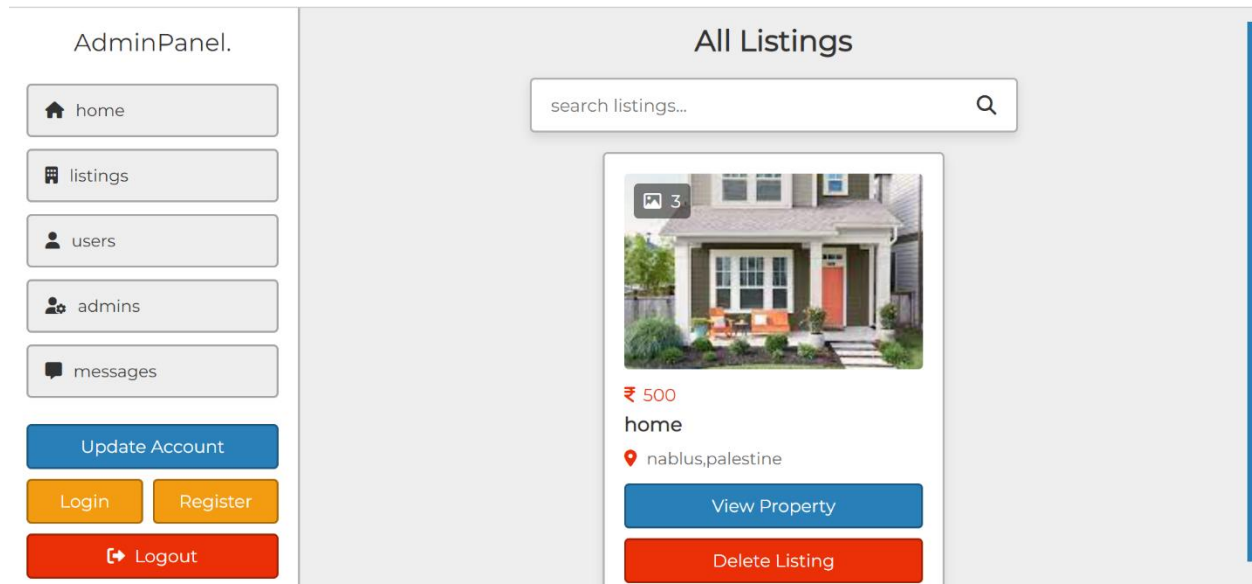 AdminPanel.
home
listings
users
admins
messages
Update Account
Login Register
Logout
All Listings
search listings...
3
₹ 500
home
nablus,palestine
View Property
Delete Listing